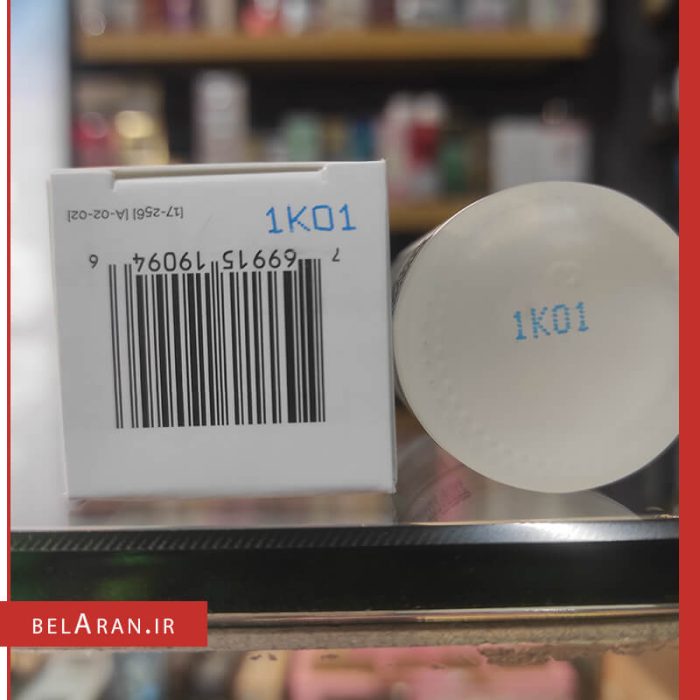 [17-256] [A-02-02]
1K01
7 69915 19094 6
1K01
BELARAN.IR